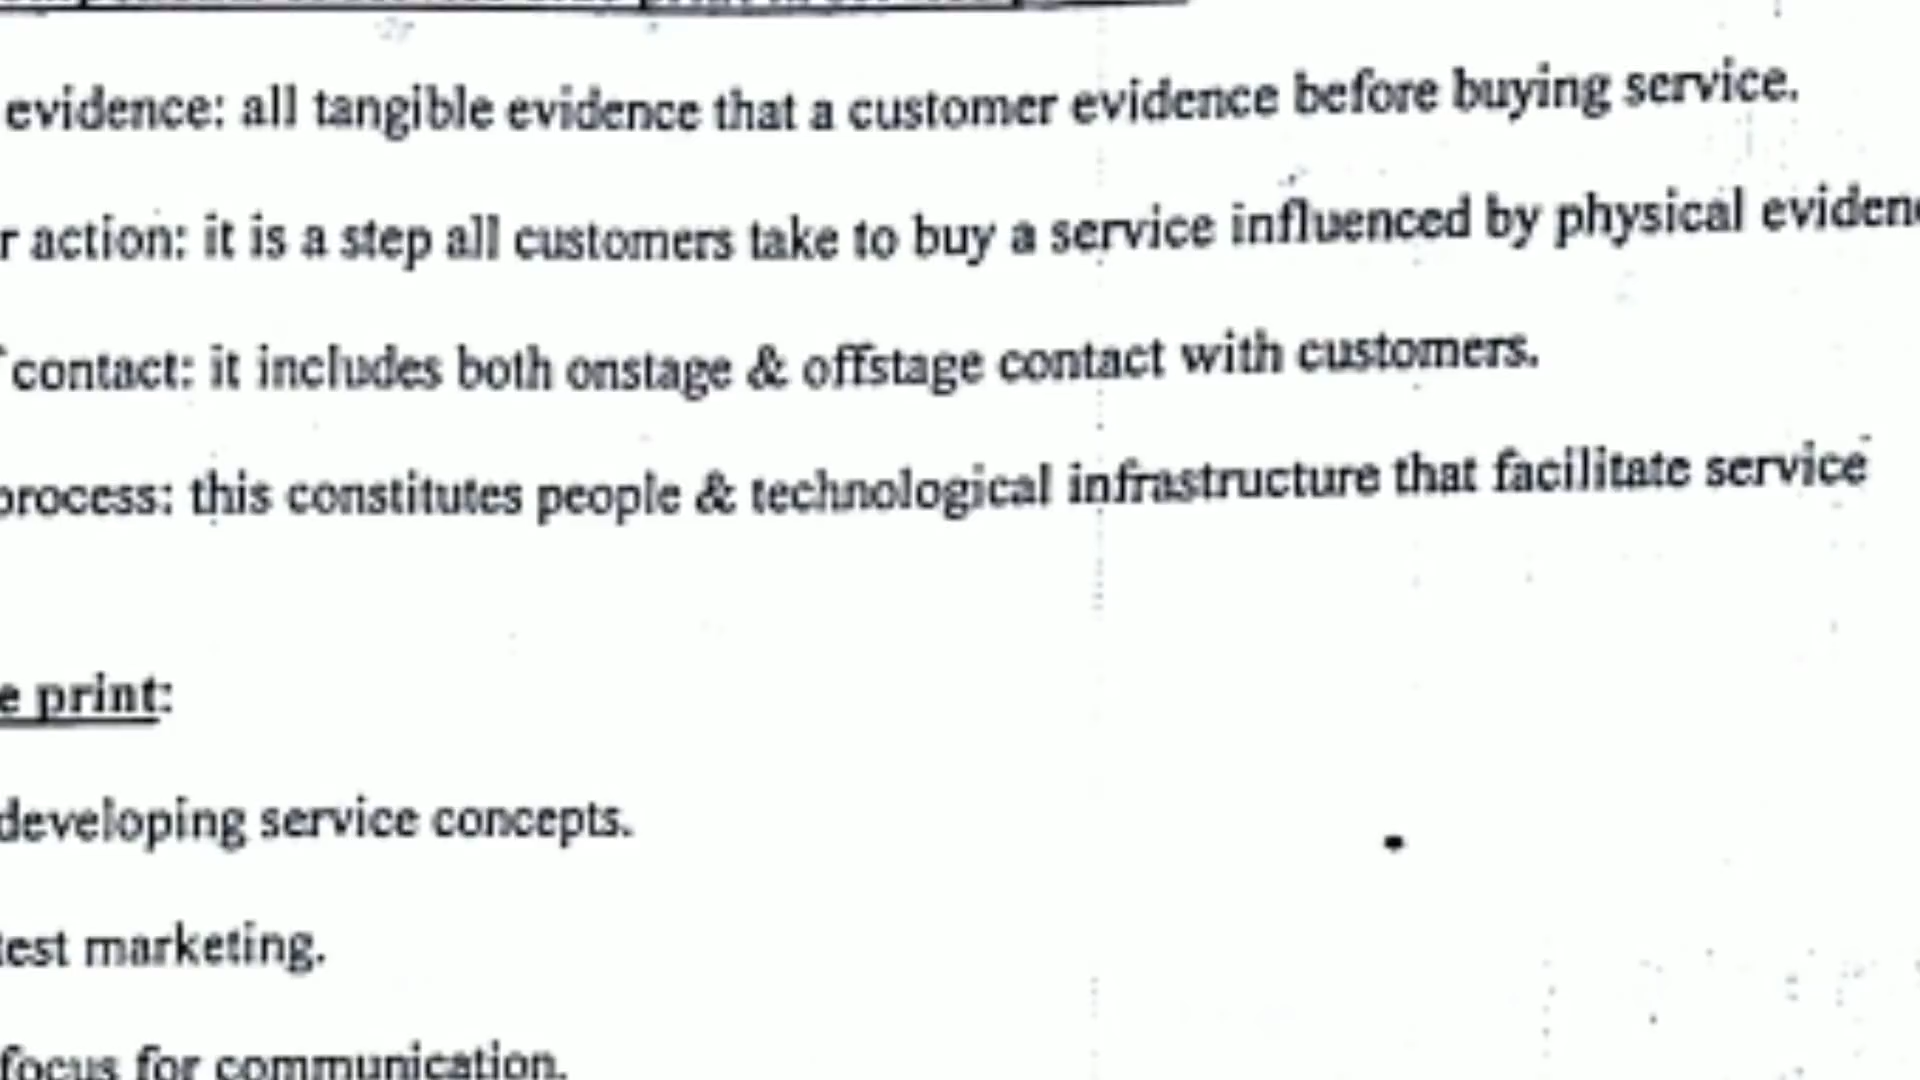 evidence: all tangible evidence that a customer evidence before buying service.
action: it is a step all customers take to buy a service influenced by physical
contact: it includes both onstage & offstage contact with customers.
process: this constitutes people & technological infrastructure that facilitate service
print:
developing service concepts.
test marketing.
focus for communication.